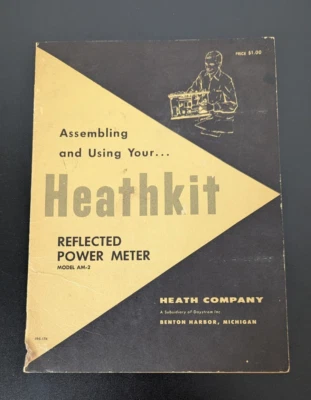 PRICE $1.00
Assembling
and Using Your...
Heathkit
REFLECTED
POWER METER
MODEL AM-2
HEATH COMPANY
A Subsidiary of Daystrom Inc.
BENTON HARBOR, MICHIGAN